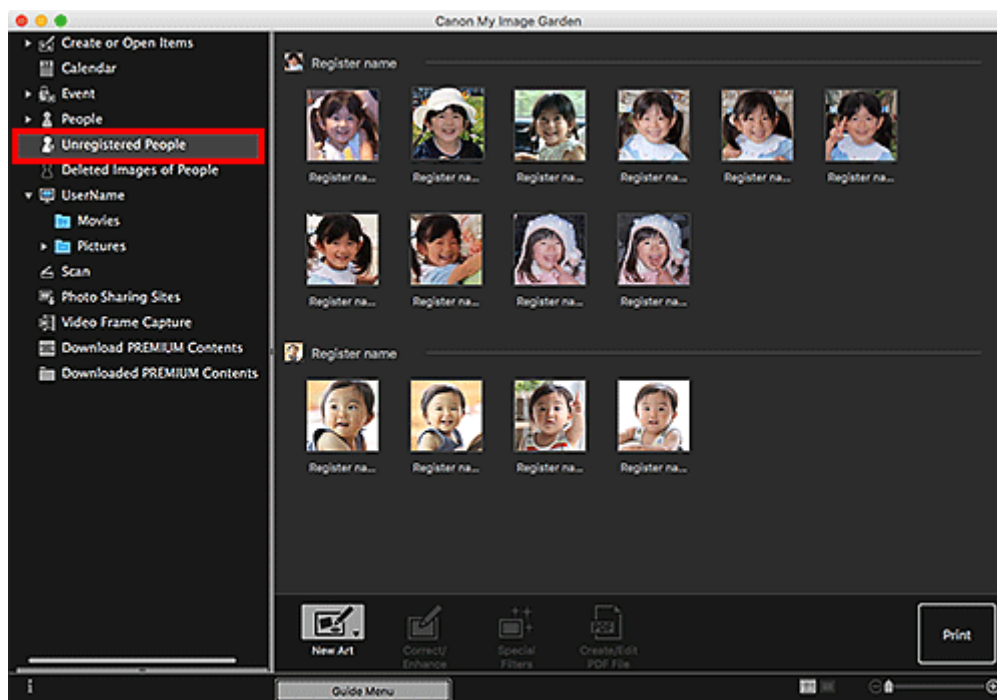 Canon My Image Garden
Create or Open Items
Calendar
Event
People
Unregistered People
Deleted Images of People
UserName
Movies
Pictures
Scan
Photo Sharing Sites
Video Frame Capture
Download PREMIUM Contents
Downloaded PREMIUM Contents
Register name
Register na... Register na... Register na... Register na... Register na... Register na...
Register na... Register na... Register na... Register na...
Register name
Register na... Register na... Register na... Register na...
New Art
Correct/
Enhance
Special
Filters
PDF
Create/Edit
PDF File
Print
Guide Menu